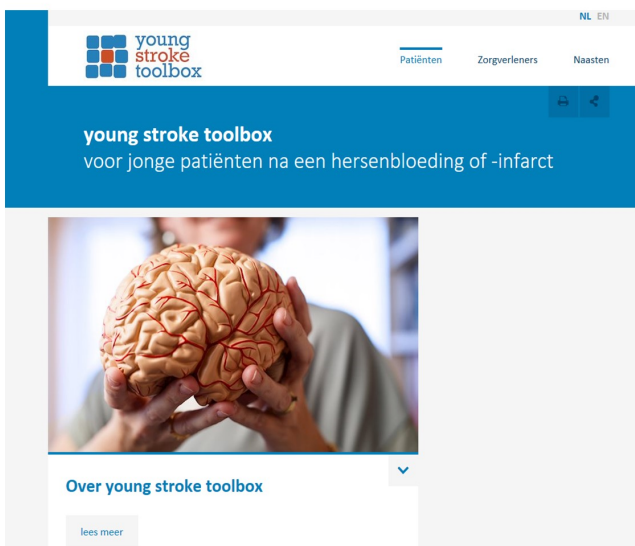 NL EN
young
stroke
toolbox
Patiënten Zorgverleners Naasten
young stroke toolbox
voor jonge patiënten na een hersenbloeding of -infarct
Over young stroke toolbox
lees meer